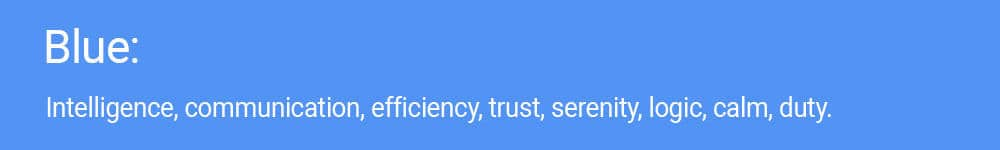 Blue:
Intelligence, communication, efficiency, trust, serenity, logic, calm, duty.